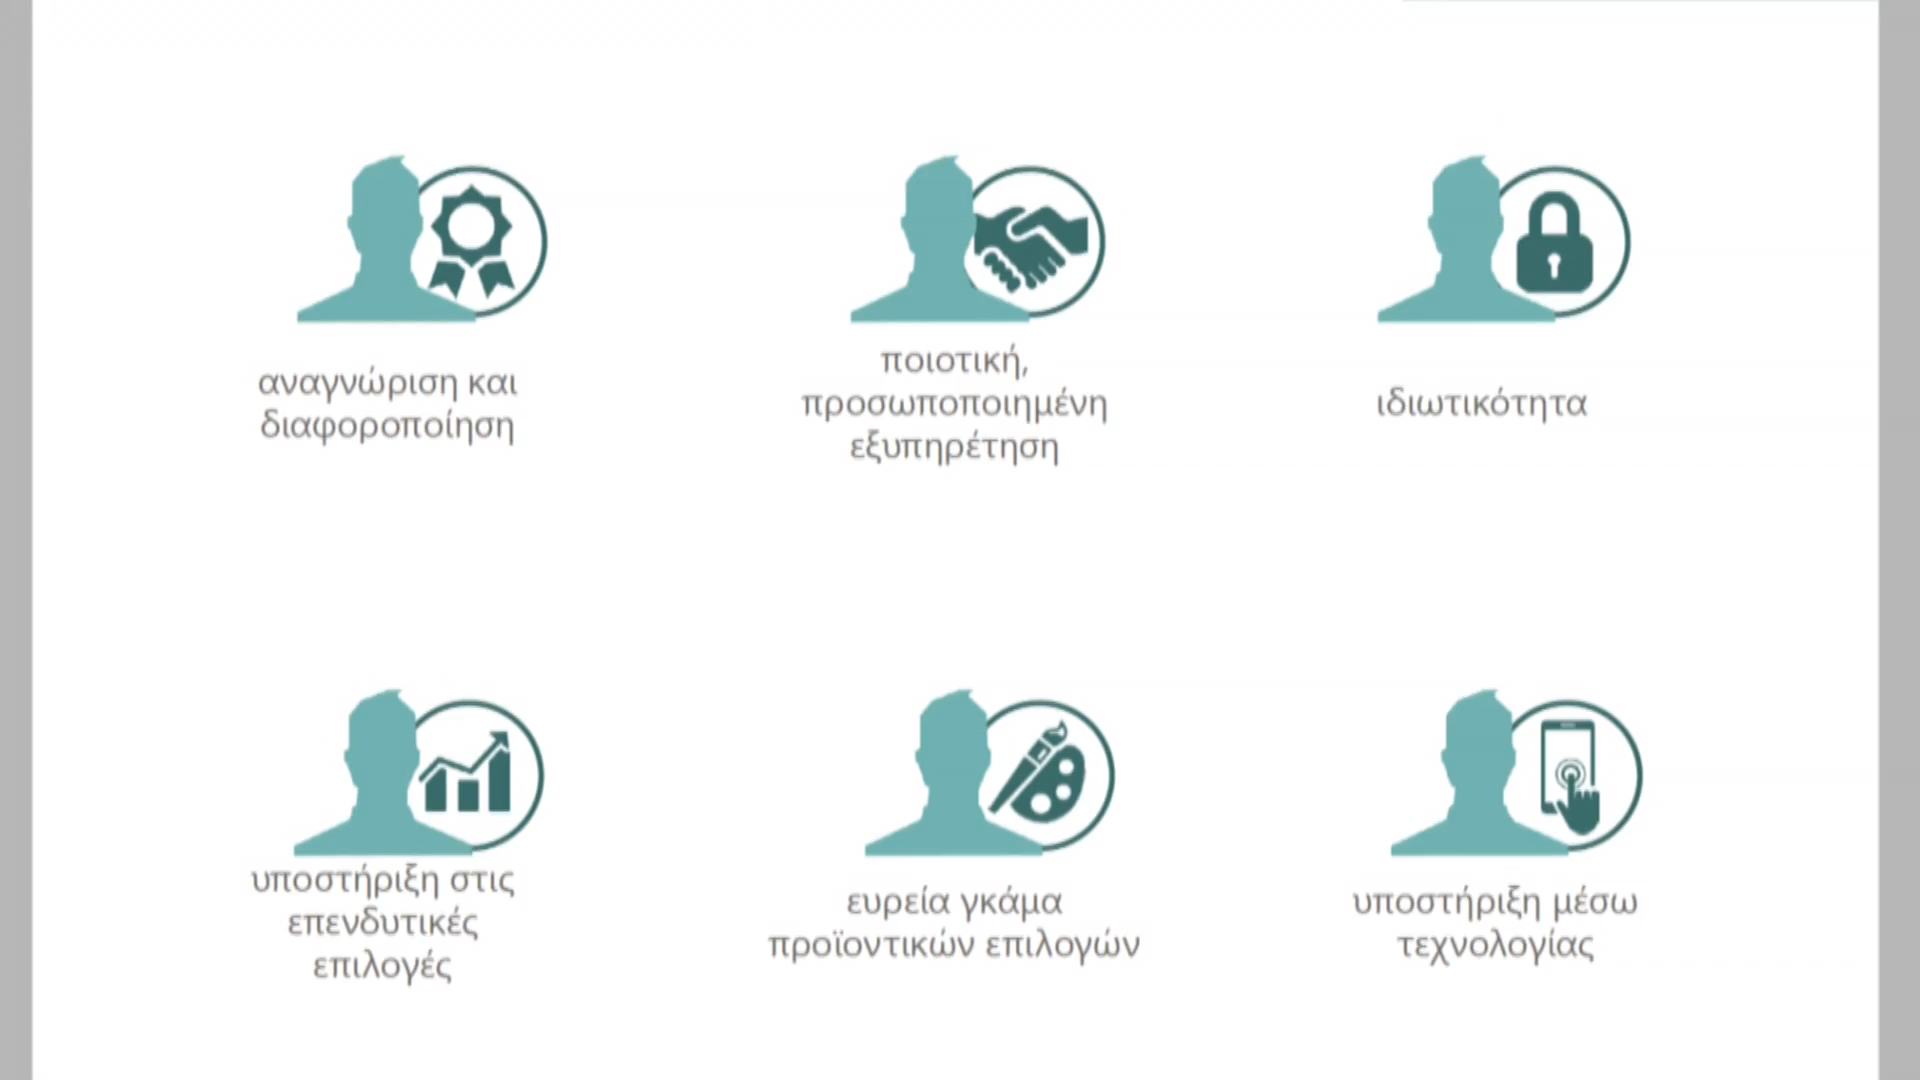 αναγνώριση και
διαφοροποίηση
ποιοτική,
προσωποποιημένη
εξυπηρέτηση
ιδιωτικότητα
υποστήριξη στις
επενδυτικές
επιλογές
ευρεία γκάμα
προϊοντικών επιλογών
υποστήριξη μέσω
τεχνολογίας